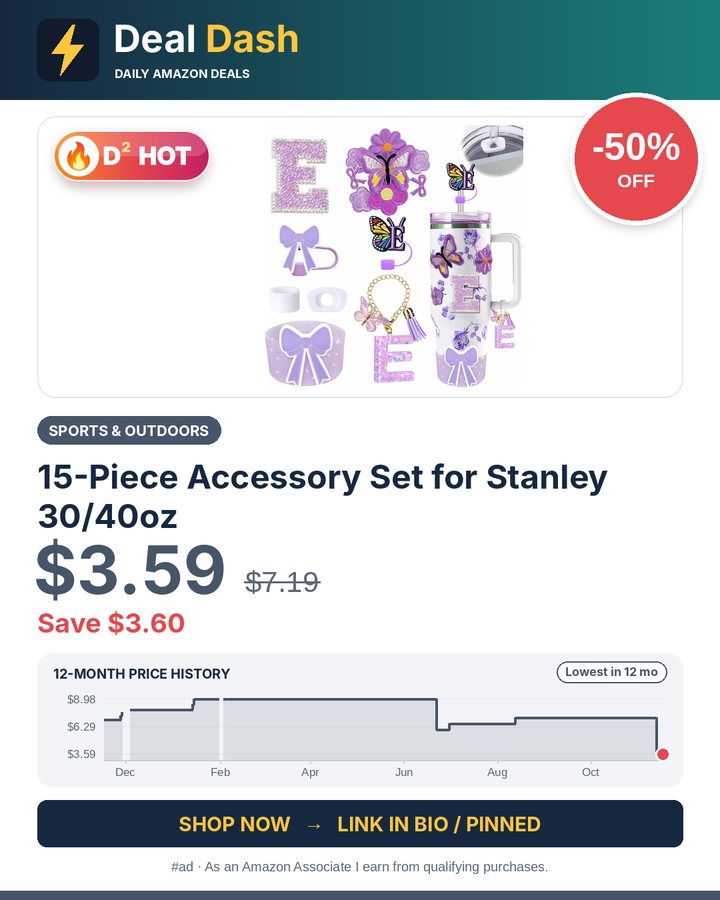 Deal Dash
DAILY AMAZON DEALS
D² HOT
-50%
OFF
E
E
E
E
E
E
SPORTS & OUTDOORS
15-Piece Accessory Set for Stanley
30/40oz
$3.59 $7.19
Save $3.60
12-MONTH PRICE HISTORY
Lowest in 12 mo
$8.98
$6.29
$3.59
Dec Feb Apr Jun Aug Oct
SHOP NOW → LINK IN BIO / PINNED
#ad · As an Amazon Associate I earn from qualifying purchases.